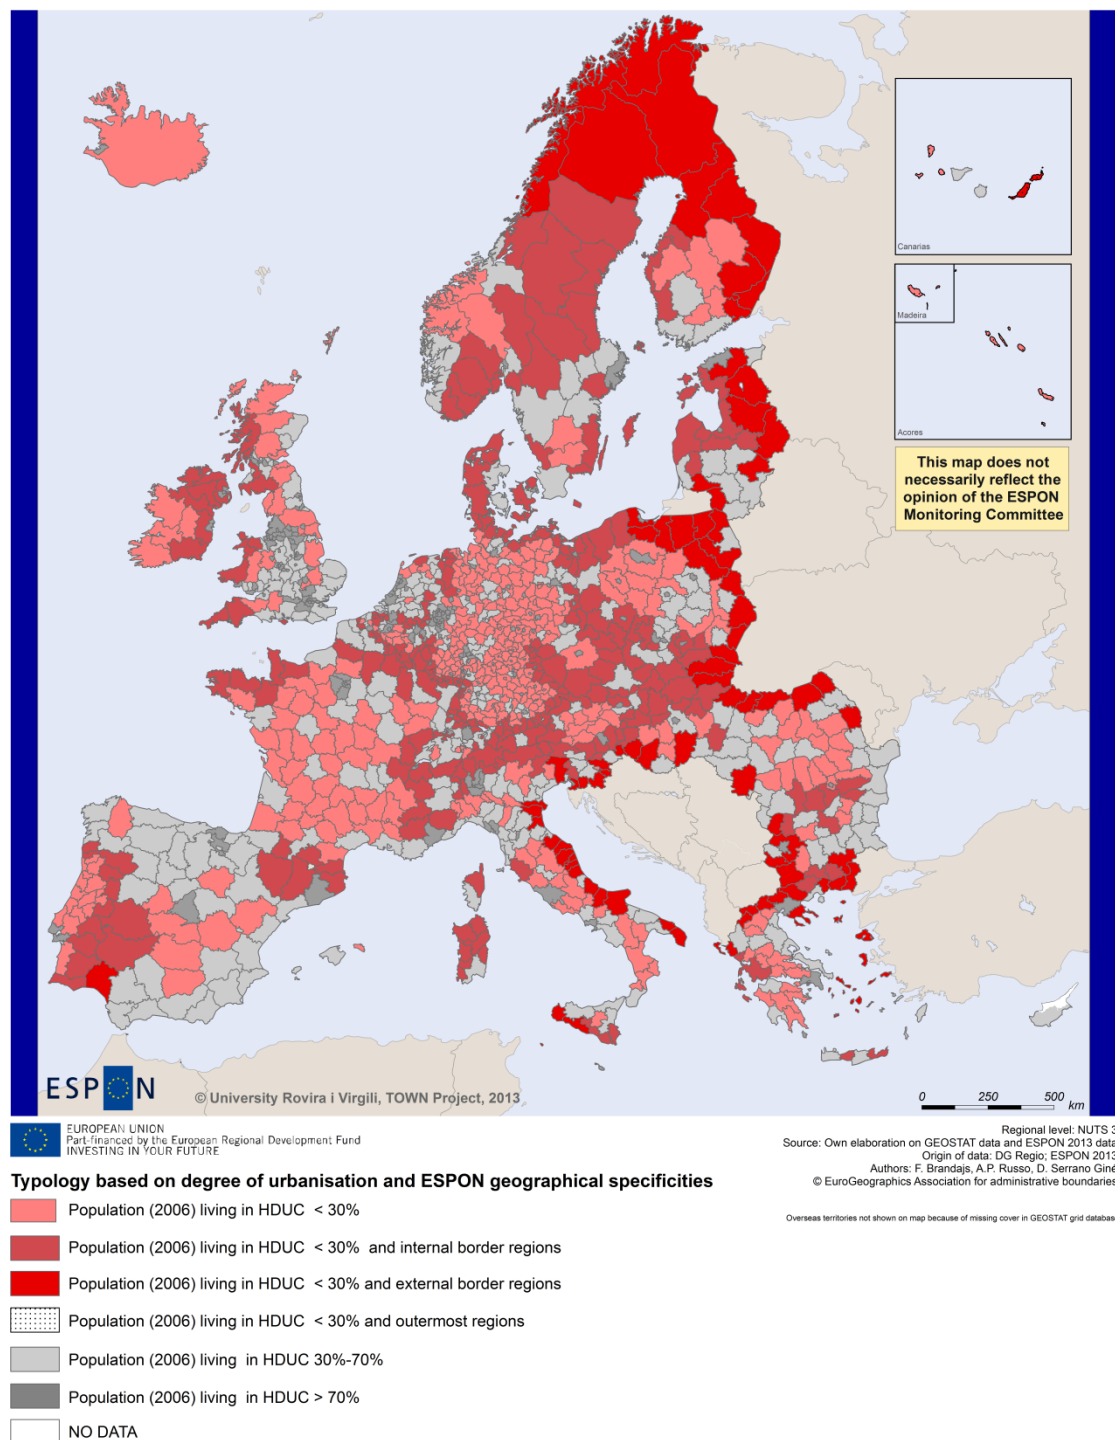 Canarias
Madeira
Acores
This map does not
necessarily reflect the
opinion of the ESPON
Monitoring Committee
ESPON
© University Rovira i Virgili, TOWN Project, 2013
0 250 500
km
EUROPEAN UNION
Part-financed by the European Regional Development Fund
INVESTING IN YOUR FUTURE
Regional level: NUTS 3
Source: Own elaboration on GEOSTAT data and ESPON 2013 data
Origin of data: DG Regio; ESPON 2013
Authors: F. Brandajs, A.P. Russo, D. Serrano Giné
© EuroGeographics Association for administrative boundaries
Overseas territories not shown on map because of missing cover in GEOSTAT grid databas
Typology based on degree of urbanisation and ESPON geographical specificities
Population (2006) living in HDUC < 30%
Population (2006) living in HDUC < 30% and internal border regions
Population (2006) living in HDUC < 30% and external border regions
Population (2006) living in HDUC < 30% and outermost regions
Population (2006) living in HDUC 30%-70%
Population (2006) living in HDUC > 70%
NO DATA